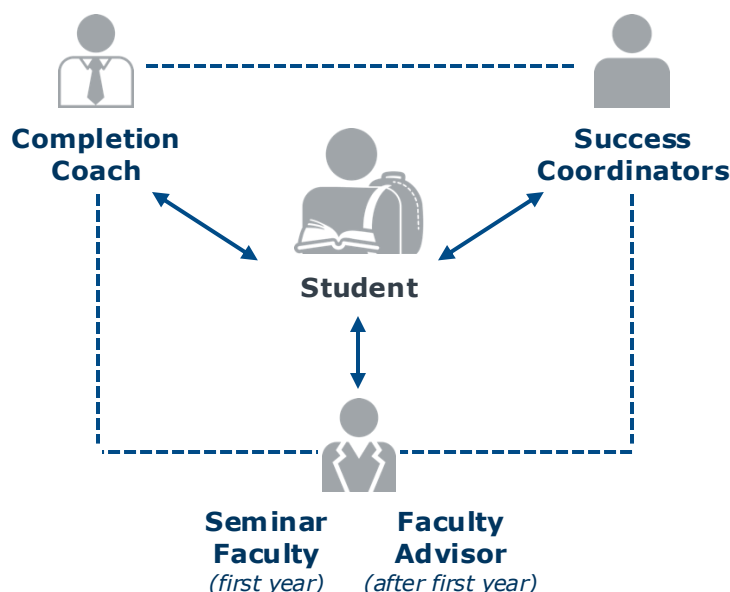 Completion
Coach
Success
Coordinators
Student
Seminar
Faculty
(first year)
Faculty
Advisor
(after first year)